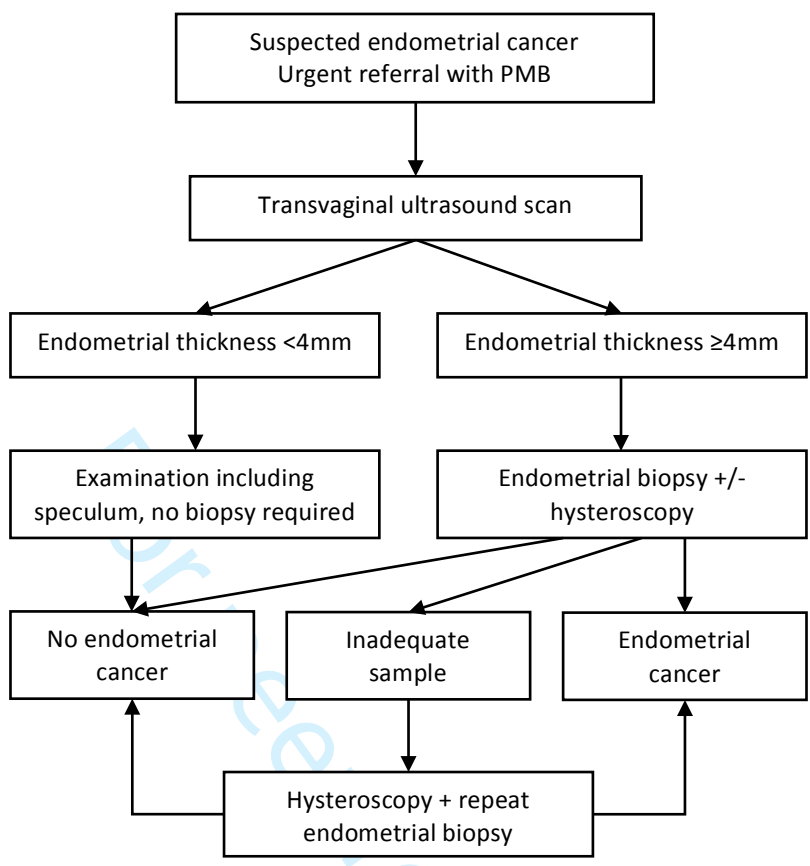 Suspected endometrial cancer
Urgent referral with PMB
Transvaginal ultrasound scan
Endometrial thickness <4mm
Endometrial thickness ≥4mm
Examination including
speculum, no biopsy required
Endometrial biopsy +/-
hysteroscopy
No endometrial
cancer
Inadequate
sample
Endometrial
cancer
Hysteroscopy + repeat
endometrial biopsy